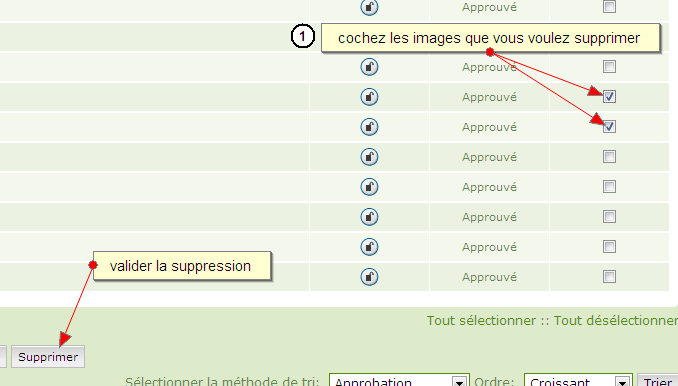 Approuvé
1 cochez les images que vous voulez supprimer
Approuvé
Approuvé
Approuvé
Approuvé
Approuvé
Approuvé
Approuvé
valider la suppression
Approuvé
Tout sélectionner :: Tout désélectionner
Supprimer
Sélectionner la méthode de tri: Approbation Ordre: Croissant Trier